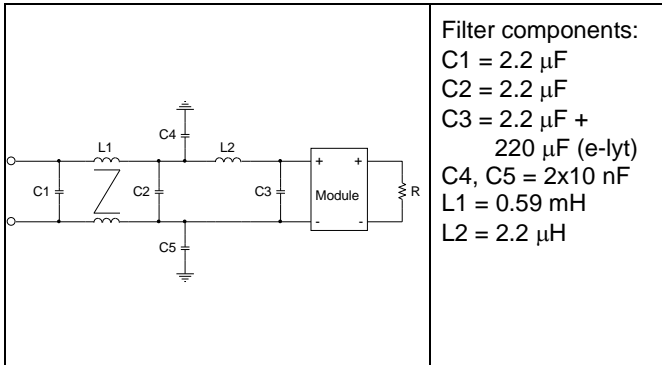 L1
C4
L2
C1
C2
C3
C5
+ +
Module
- -
R
Filter components:
C1 = 2.2 μF
C2 = 2.2 μF
C3 = 2.2 μF +
220 μF (e-lyt)
C4, C5 = 2x10 nF
L1 = 0.59 mH
L2 = 2.2 μH